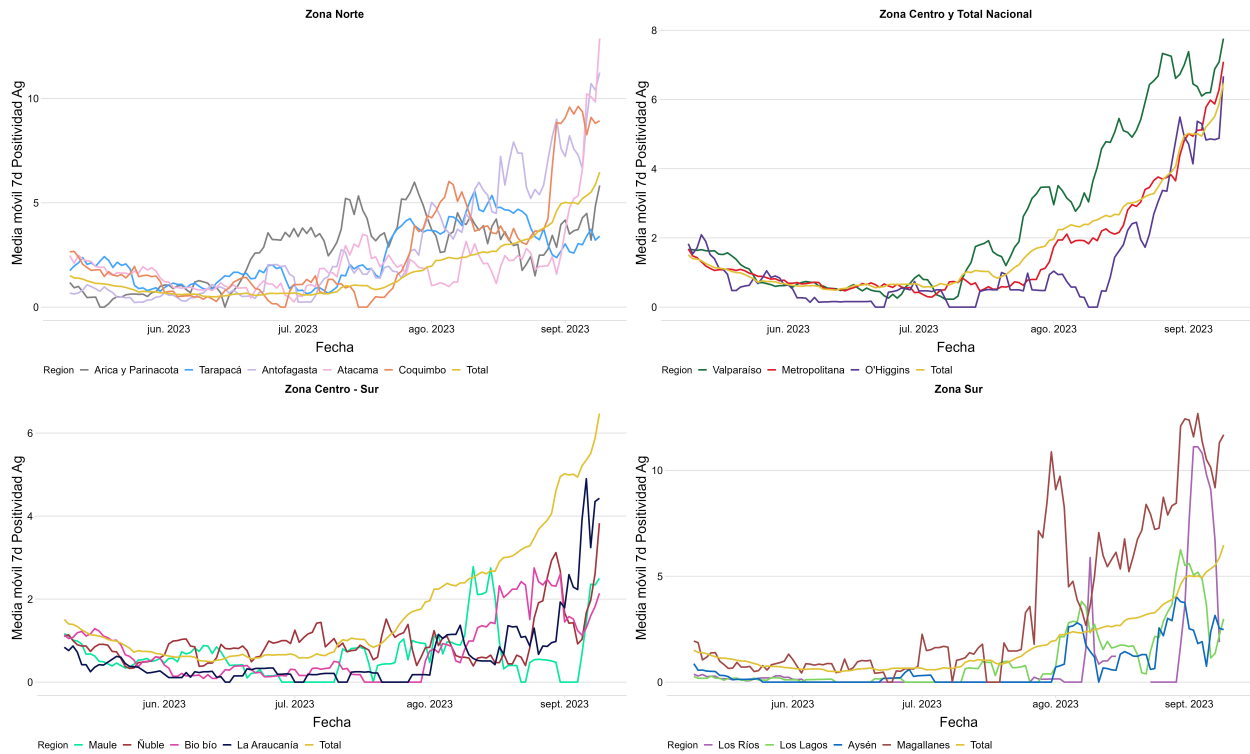 Zona Norte
Media móvil 7d Positividad Ag
10
5
0
jun. 2023 jul. 2023 ago. 2023 sept. 2023
Fecha
Region Arica y Parinacota Tarapacá Antofagasta Atacama Coquimbo Total
Zona Centro y Total Nacional
Media móvil 7d Positividad Ag
8
6
4
2
0
jun. 2023 jul. 2023 ago. 2023 sept. 2023
Fecha
Region Valparaíso Metropolitana O'Higgins Total
Zona Centro - Sur
Media móvil 7d Positividad Ag
6
4
2
0
jun. 2023 jul. 2023 ago. 2023 sept. 2023
Fecha
Region Maule Ñuble Bio bío La Araucanía Total
Zona Sur
Media móvil 7d Positividad Ag
10
5
0
jun. 2023 jul. 2023 ago. 2023 sept. 2023
Fecha
Region Los Ríos Los Lagos Aysén Magallanes Total